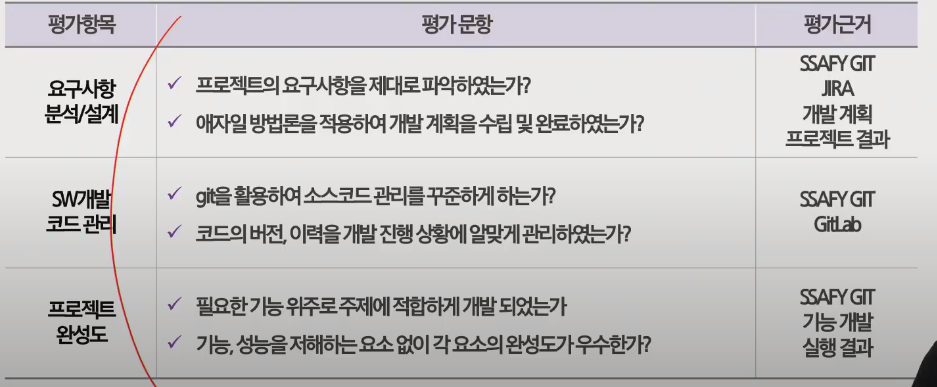 평가항목 평가 문항 평가근거
요구사항
분석/설계
프로젝트의 요구사항을 제대로 파악하였는가?
애자일 방법론을 적용하여 개발 계획을 수립 및 완료하였는가?
SSAFY GIT
JIRA
개발 계획
프로젝트 결과
SW개발
코드 관리
git을 활용하여 소스코드 관리를 꾸준하게 하는가?
코드의 버전, 이력을 개발 진행 상황에 알맞게 관리하였는가?
SSAFY GIT
GitLab
프로젝트
완성도
필요한 기능 위주로 주제에 적합하게 개발 되었는가
기능, 성능을 저해하는 요소 없이 각 요소의 완성도가 우수한가?
SSAFY GIT
기능 개발
실행 결과